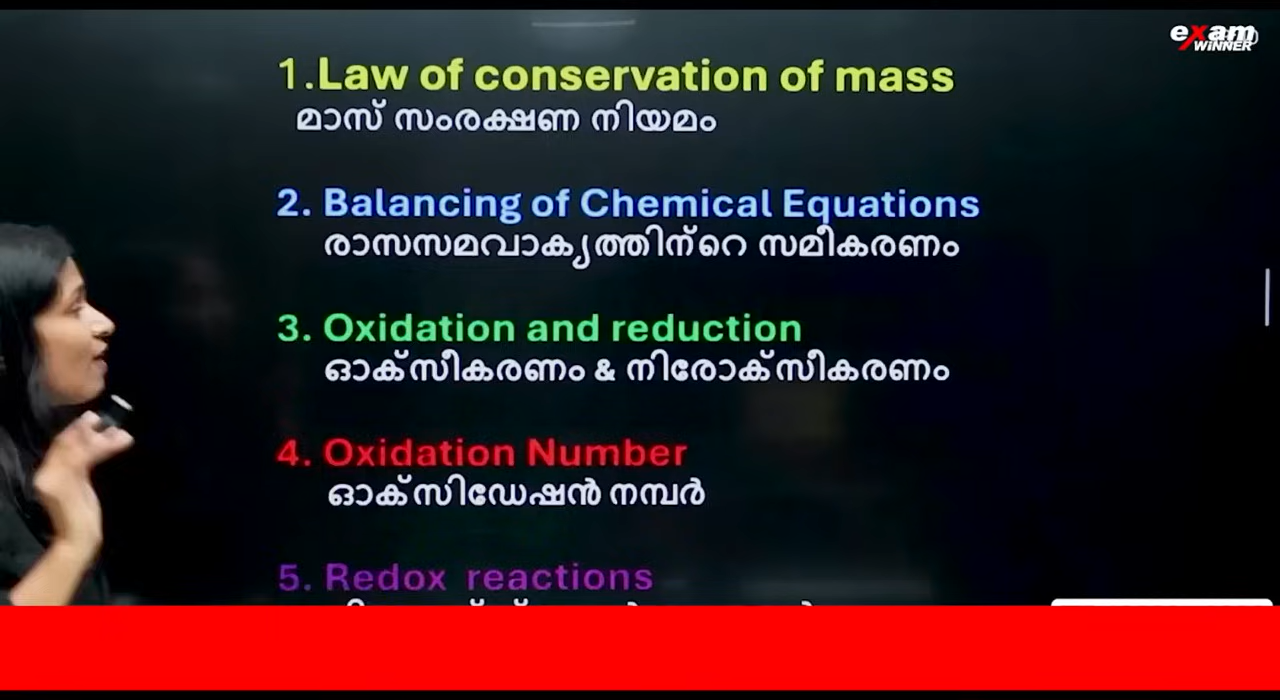 exam
WINNER
1.Law of conservation of mass
മാസ് സംരക്ഷണ നിയമം
2. Balancing of Chemical Equations
രാസസമവാക്യത്തിന്റെ സമീകരണം
3. Oxidation and reduction
ഓക്സീകരണം & നിരോക്സീകരണം
4. Oxidation Number
ഓക്സിഡേഷൻ നമ്പർ
5. Redox reactions